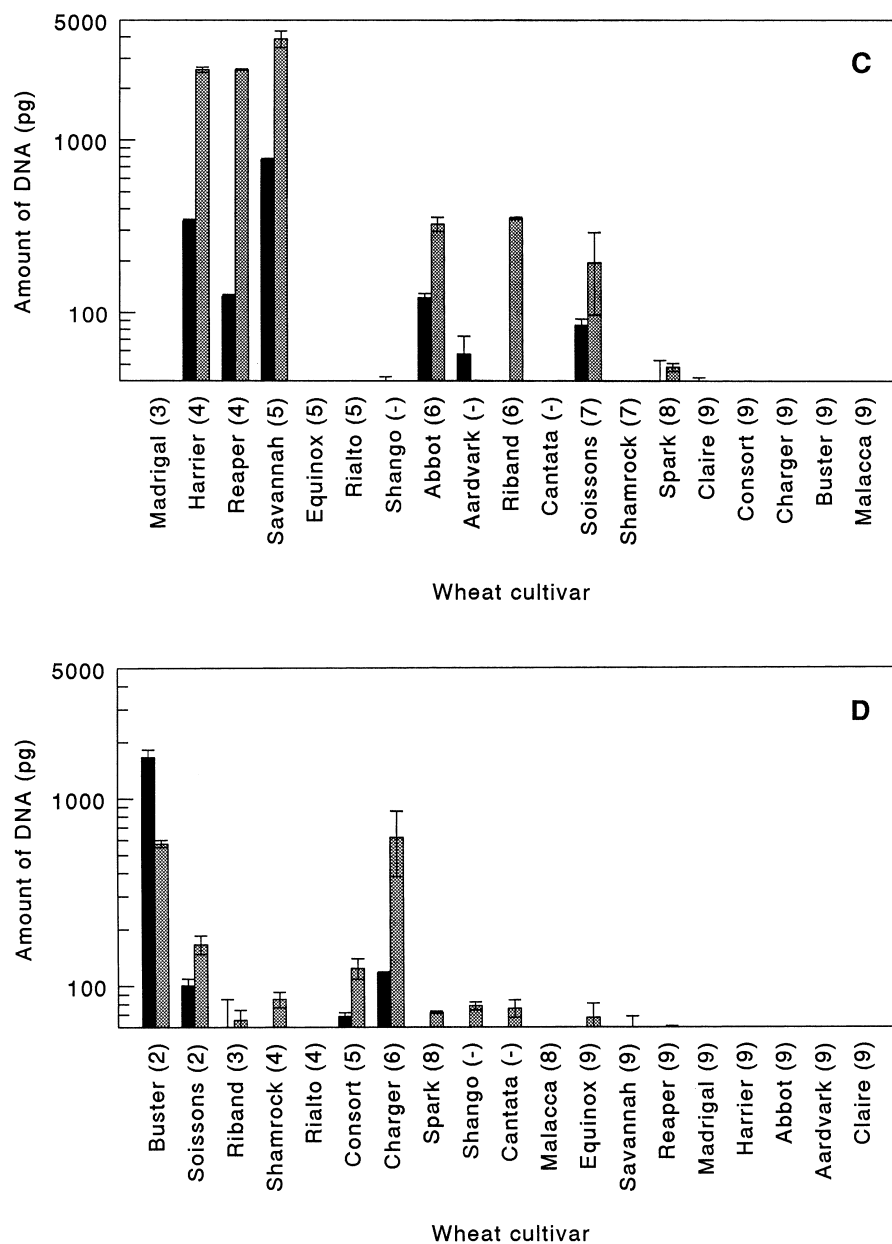 5000
C
Amount of DNA (pg)
1000
100
Madrigal (3)
Harrier (4)
Reaper (4)
Savannah (5)
Equinox (5)
Rialto (5)
Shango (-)
Abbot (6)
Aardvark (-)
Riband (6)
Cantata (-)
Soissons (7)
Shamrock (7)
Spark (8)
Claire (9)
Consort (9)
Charger (9)
Buster (9)
Malacca (9)
Wheat cultivar
5000
D
Amount of DNA (pg)
1000
100
Buster (2)
Soissons (2)
Riband (3)
Shamrock (4)
Rialto (4)
Consort (5)
Charger (6)
Spark (8)
Shango (-)
Cantata (-)
Malacca (8)
Equinox (9)
Savannah (9)
Reaper (9)
Madrigal (9)
Harrier (9)
Abbot (9)
Aardvark (9)
Claire (9)
Wheat cultivar